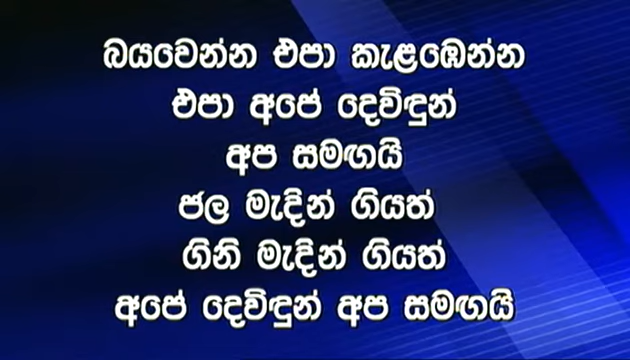 බයවෙන්න එපා කැළඹෙන්න
එපා අපේ දෙවිඳුන්
අප සමඟයි
ජල මැදින් ගියත්
ගිනි මැදින් ගියත්
අපේ දෙවිඳුන් අප සමඟයි